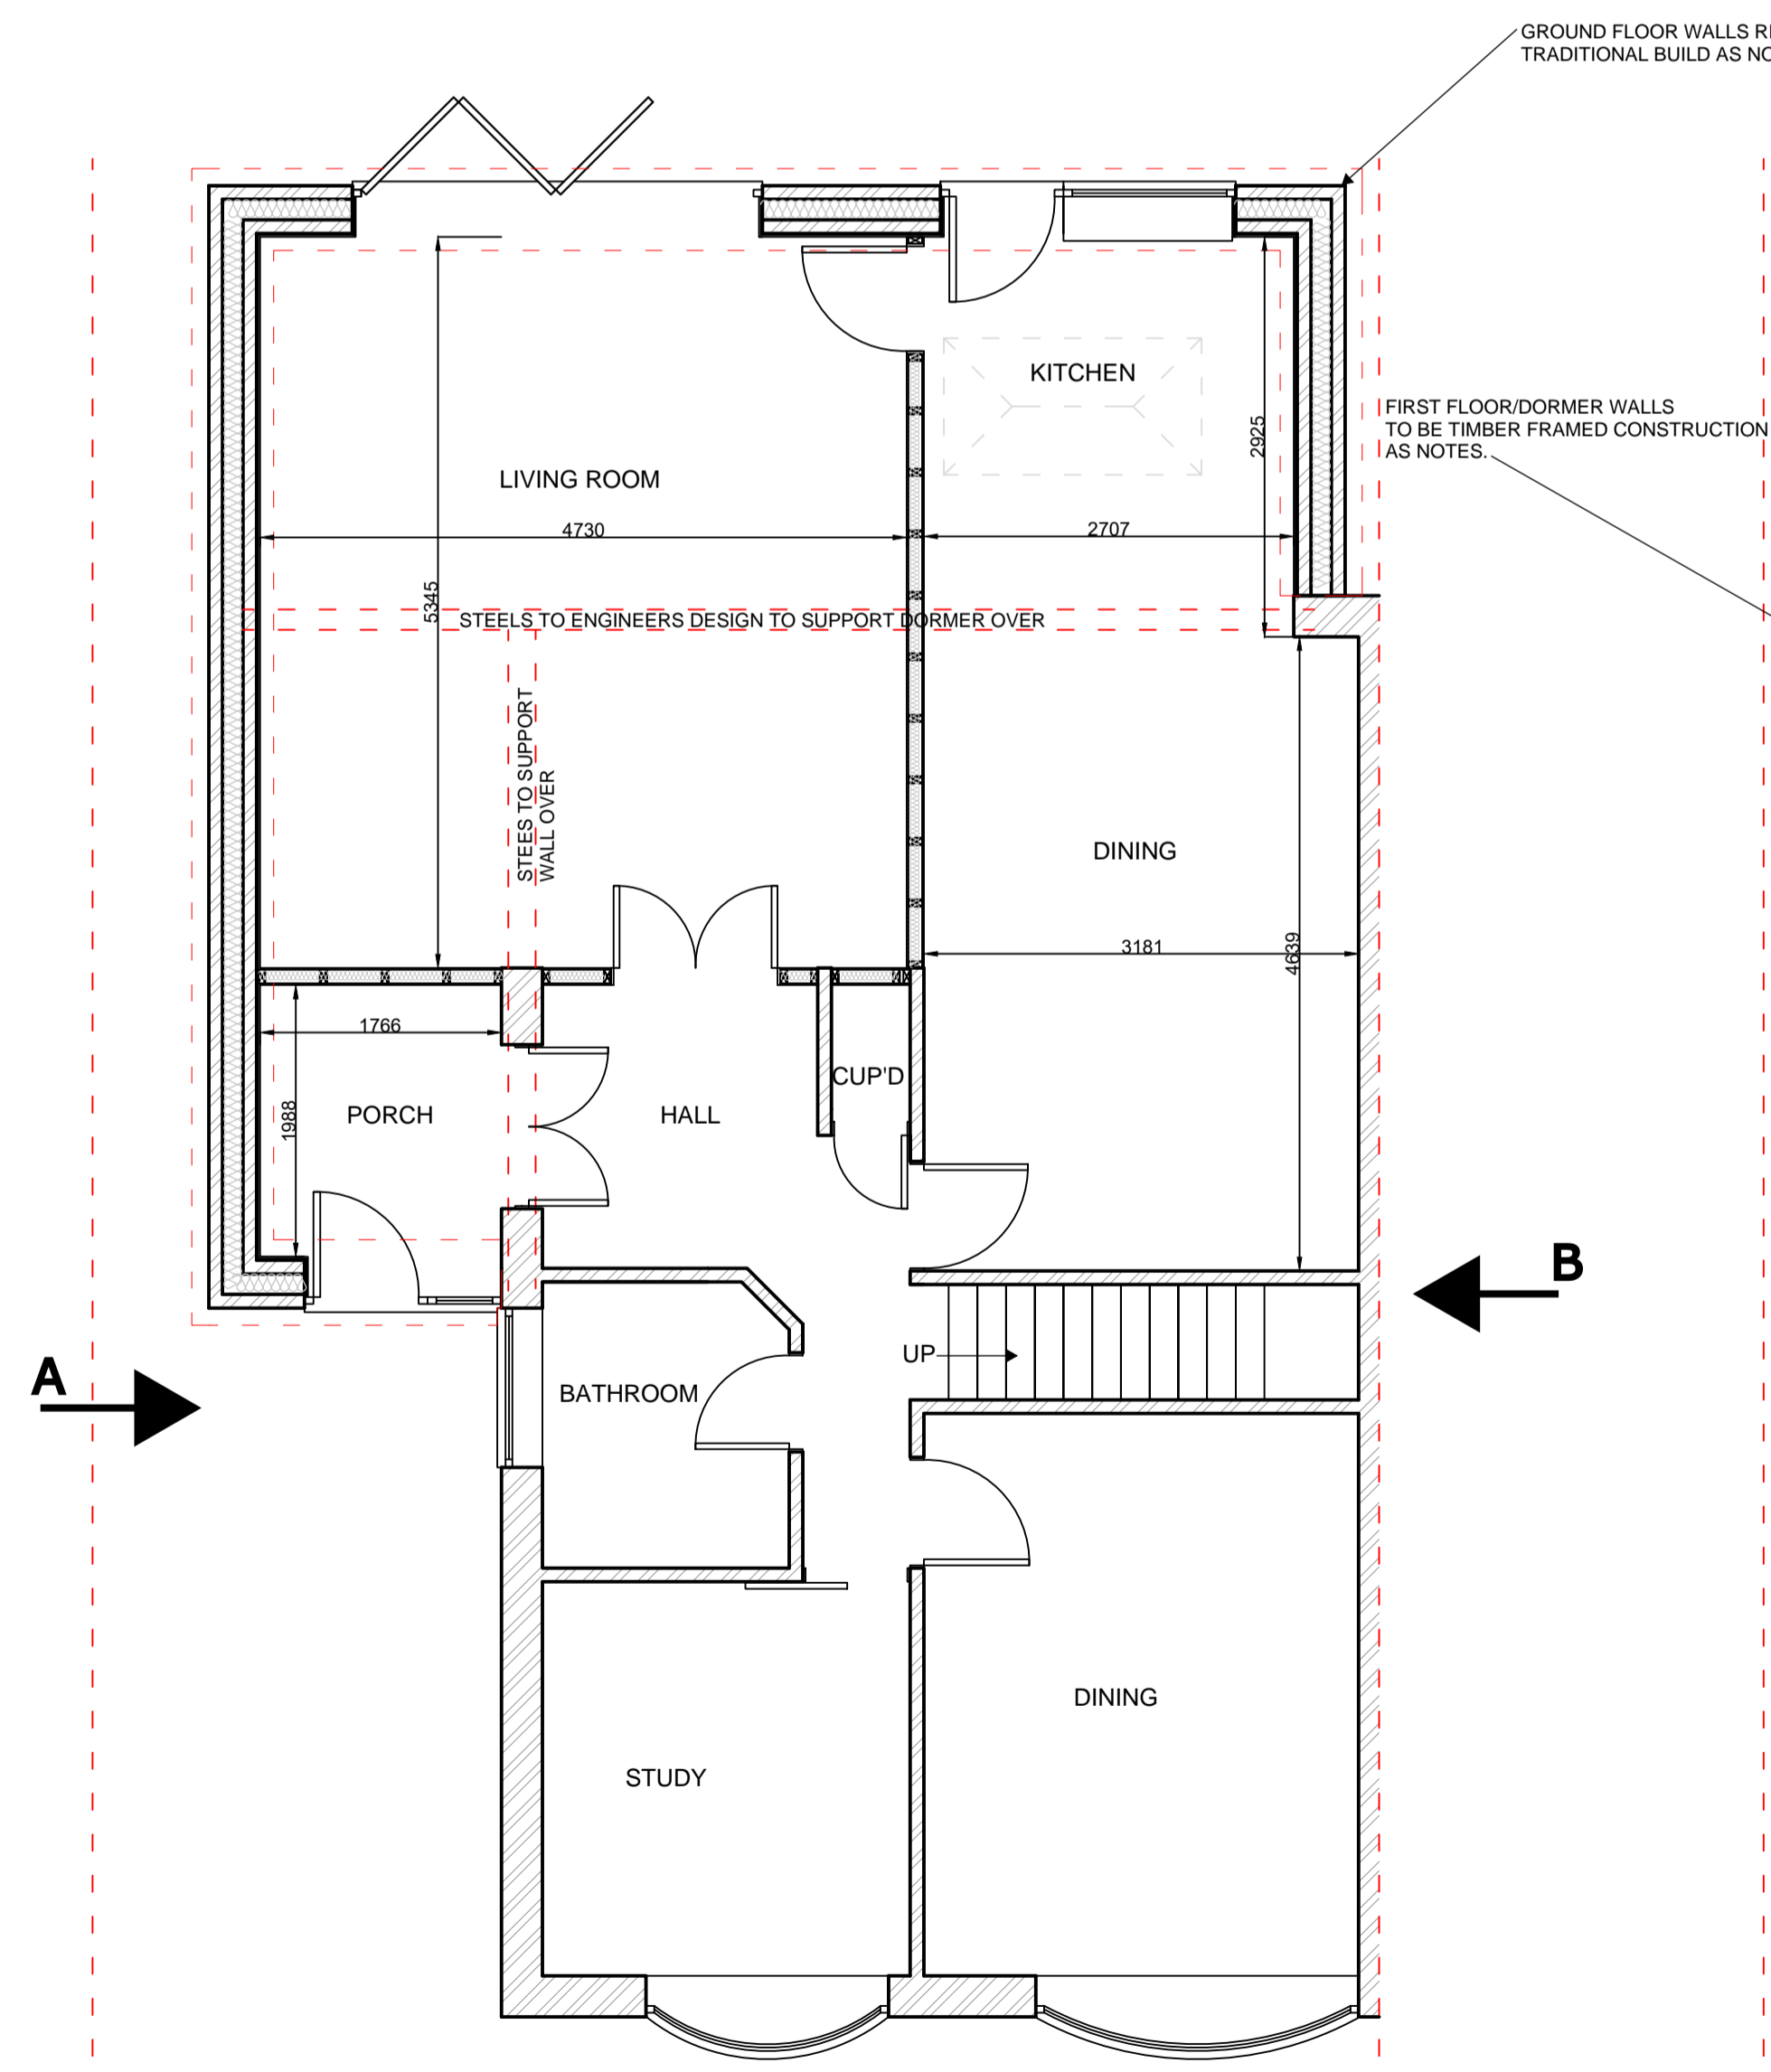 GROUND FLOOR WALLS
TRADITIONAL BUILD AS
KITCHEN
FIRST FLOOR/DORMER WALLS
TO BE TIMBER FRAMED CONSTRUCTION
AS NOTES.
2925
LIVING ROOM
4730
2707
5345
STEELS TO ENGINEERS DESIGN TO SUPPORT DORMER OVER
STEES TO SUPPORT
WALL OVER
DINING
3181
4639
1766
CUP'D
PORCH
HALL
1988
B
UP
A
BATHROOM
DINING
STUDY